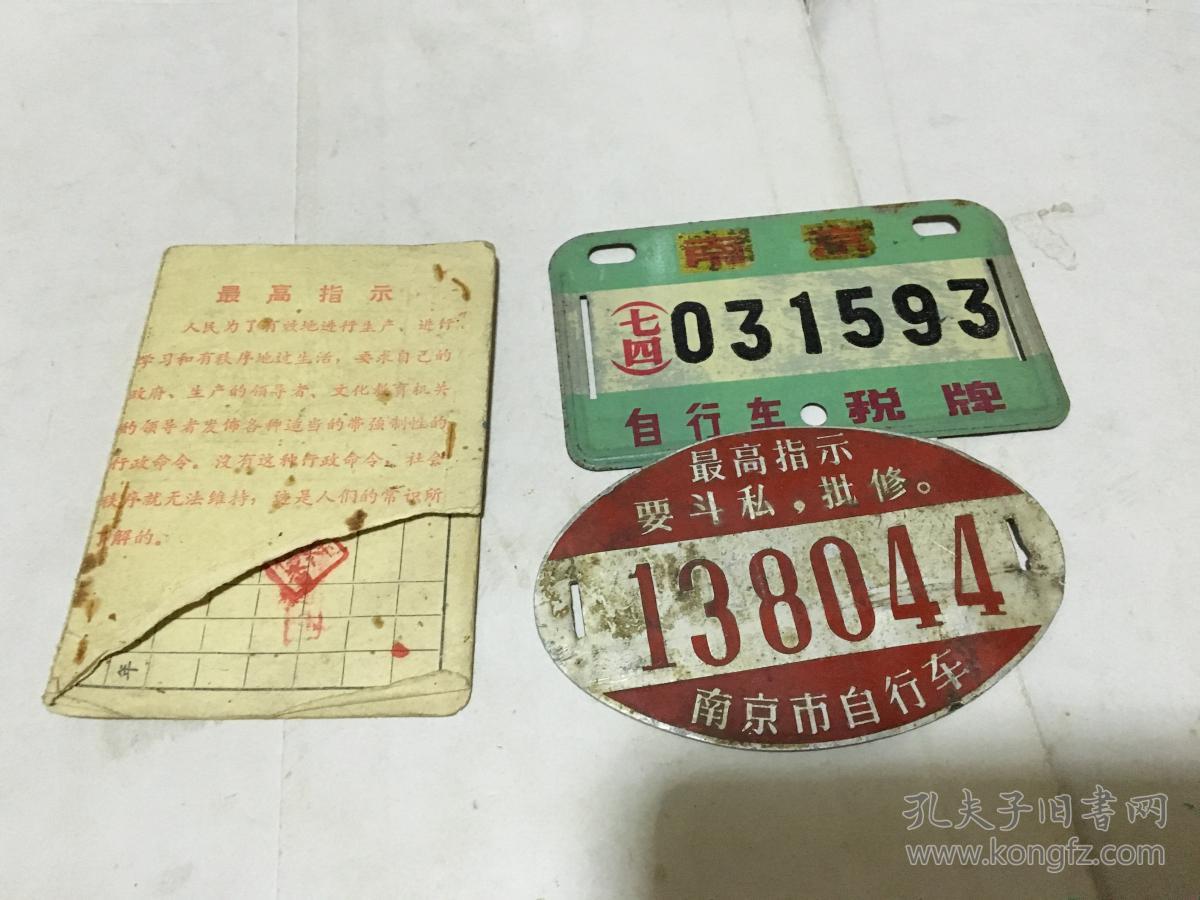 最高指示
人民为了有效地进行生产、进行
学习和有秩序地过生活，要求自己的
政府、生产的领导者、文化教育机关
的领导者发布各种适当的带强制性的
行政命令。没有这种行政命令，社会
秩序就无法维持，这是人们的常识所
了解的。
年
南京
（七四）031593
自行车税牌
最高指示
要斗私，批修。
138044
南京市自行车
孔夫子旧书网
www.kongfz.com